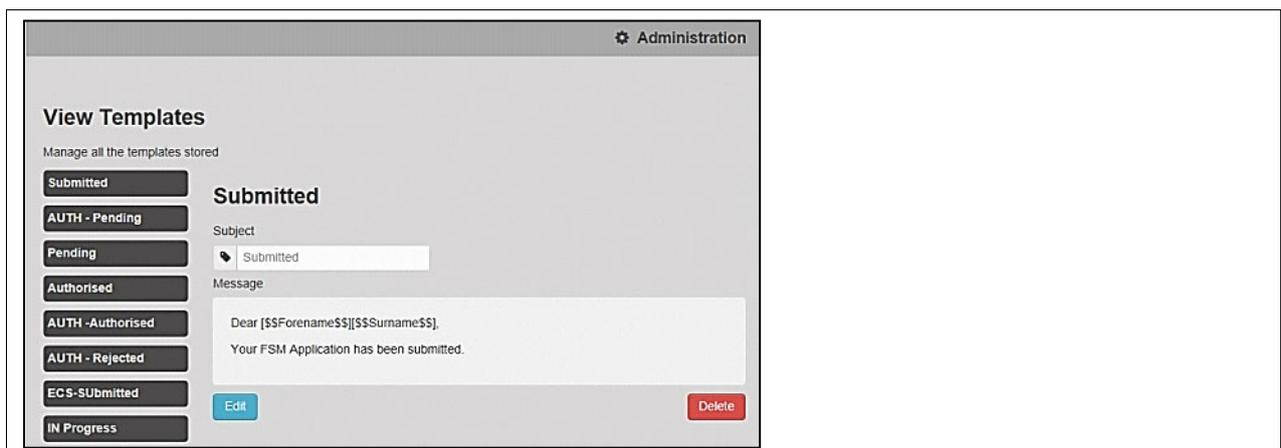 Administration
View Templates
Manage all the templates stored
Submitted
AUTH - Pending
Pending
Authorised
AUTH -Authorised
AUTH - Rejected
ECS-SUbmitted
IN Progress
Submitted
Subject
Submitted
Message
Dear [$$Forename$$][$$Surname$$],
Your FSM Application has been submitted.
Edit
Delete